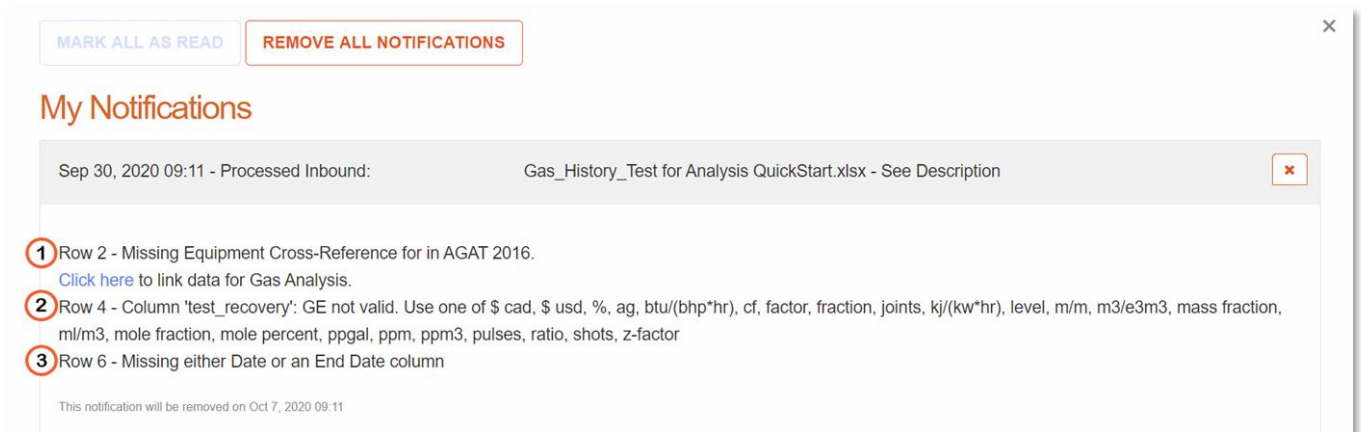 MARK ALL AS READ REMOVE ALL NOTIFICATIONS ×
My Notifications
Sep 30, 2020 09:11 - Processed Inbound: Gas_History_Test for Analysis QuickStart.xlsx - See Description ×
1 Row 2 - Missing Equipment Cross-Reference for in AGAT 2016.
Click here to link data for Gas Analysis.
2 Row 4 - Column 'test_recovery': GE not valid. Use one of $ cad, $ usd, %, ag, btu/(bhp*hr), cf, factor, fraction, joints, kj/(kw*hr), level, m/m, m3/e3m3, mass fraction,
ml/m3, mole fraction, mole percent, ppgal, ppm, ppm3, pulses, ratio, shots, z-factor
3 Row 6 - Missing either Date or an End Date column
This notification will be removed on Oct 7, 2020 09:11